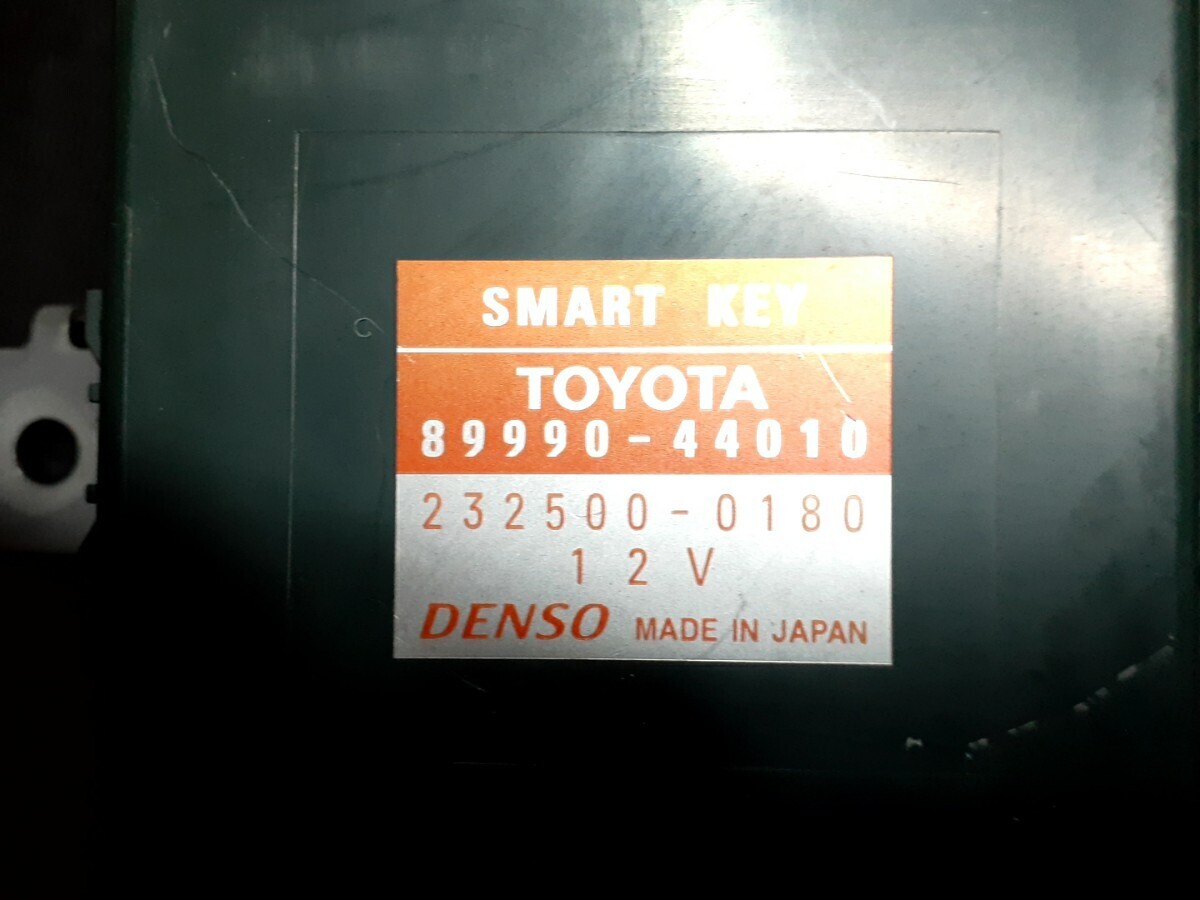 SMART KEY
TOYOTA
89990-44010
232500-0180
12V
DENSO MADE IN JAPAN